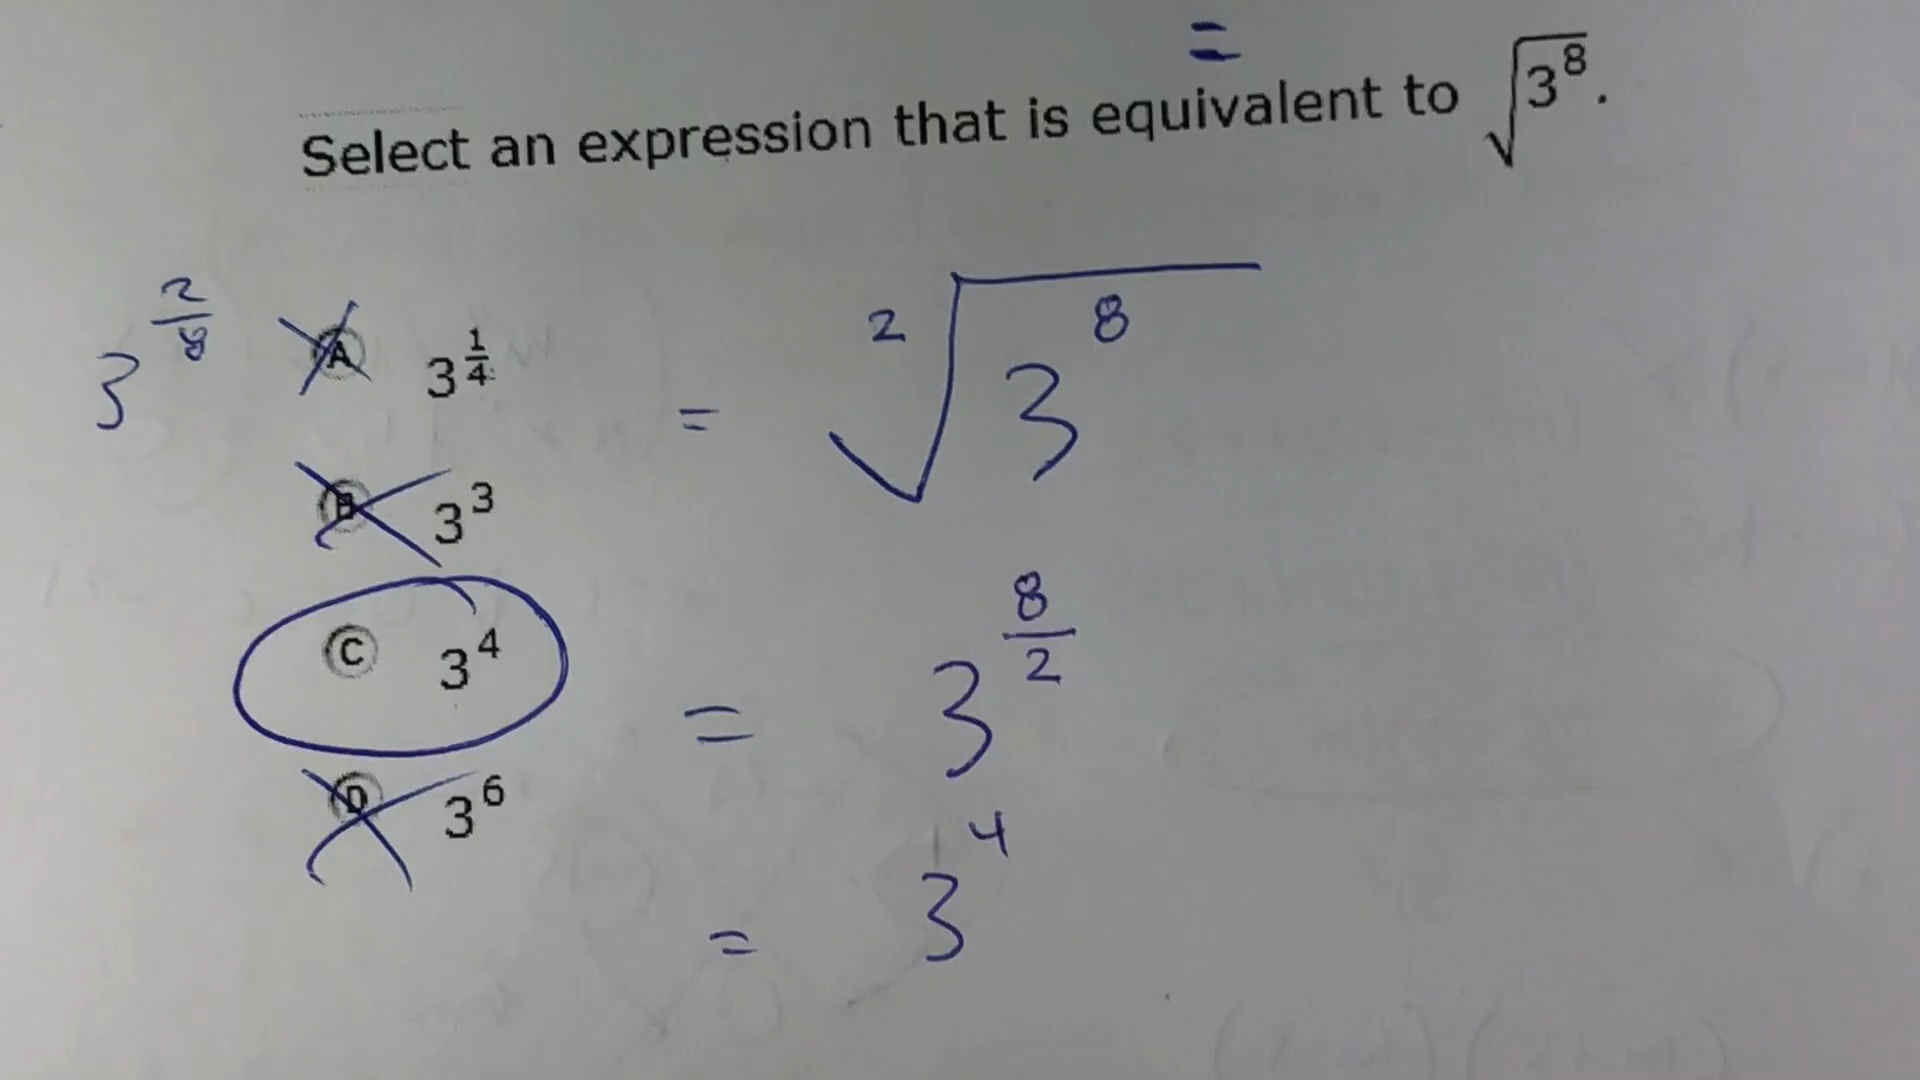 =
Select an expression that is equivalent to √3⁸.
3^(2/8)
A 3^(1/4)
= ²√3⁸
B 3³
C 3⁴
= 3^(8/2)
D 3⁶
= 3⁴